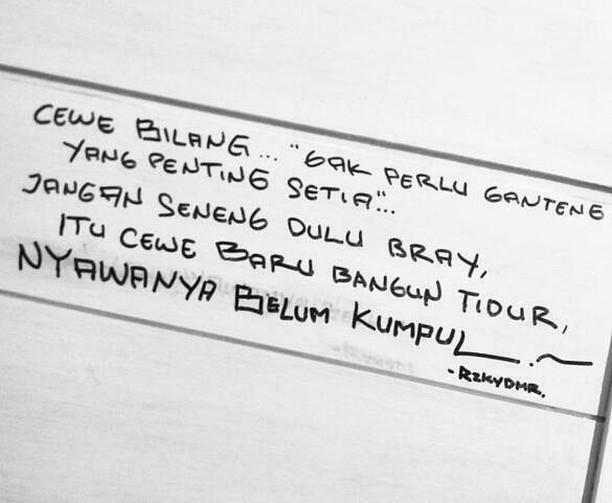 CEWE BILANG... "GAK PERLU GANTENG
YANG PENTING SETIA"...
JANGAN SENENG DULU BRAY,
ITU CEWE BARU BANGUN TIDUR,
NYAWANYA BELUM KUMPUL
-RZKYDMR.